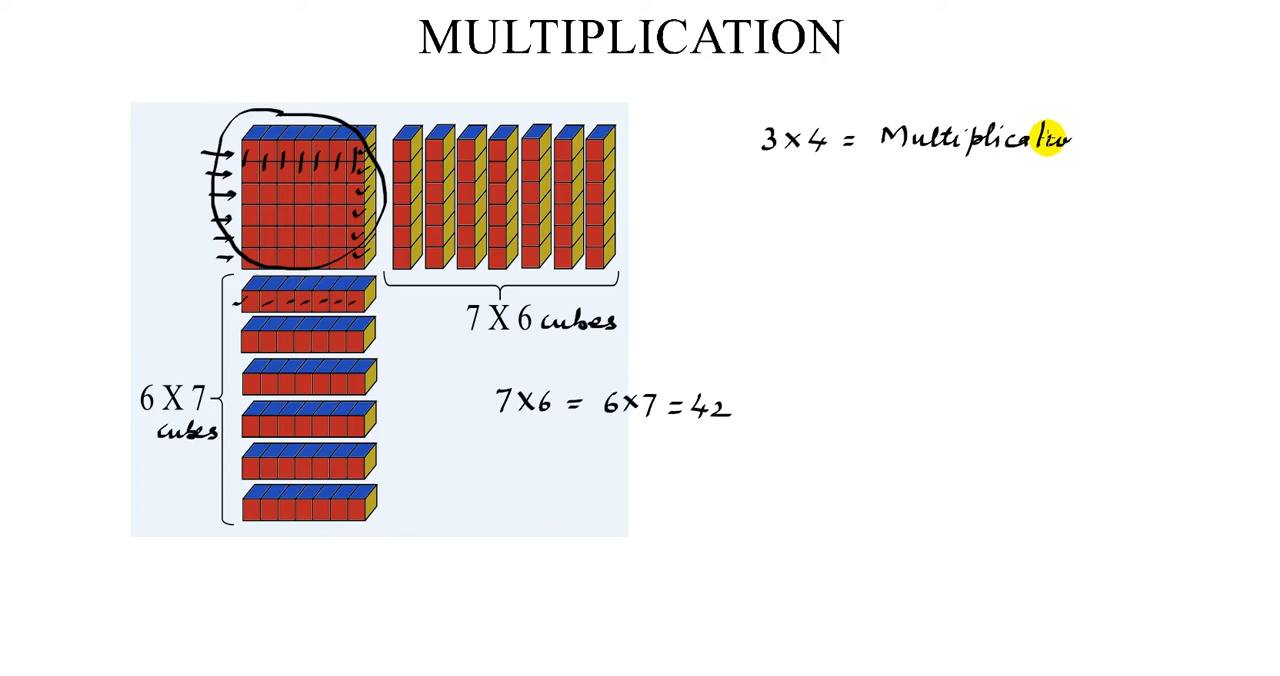 MULTIPLICATION
3 x 4 = Multiplicatio
7 X 6 cubes
6 X 7
cubes
7 x 6 = 6 x 7 = 42